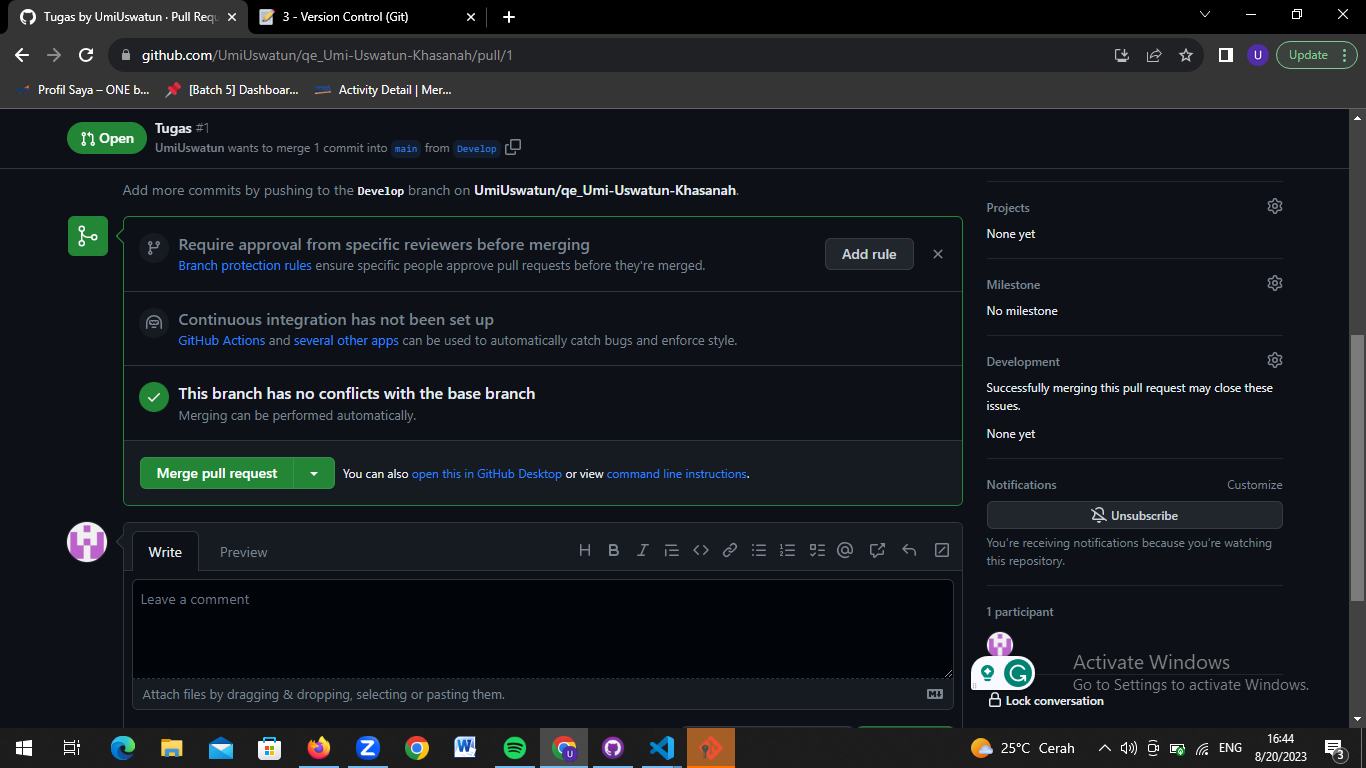 Tugas by UmiUswatun · Pull Requ
3 - Version Control (Git)
github.com/UmiUswatun/qe_Umi-Uswatun-Khasanah/pull/1
U
Update
Profil Saya – ONE b...
[Batch 5] Dashboar...
Activity Detail | Mer...
Open
Tugas #1
UmiUswatun wants to merge 1 commit into main from Develop
Add more commits by pushing to the Develop branch on UmiUswatun/qe_Umi-Uswatun-Khasanah.
Require approval from specific reviewers before merging
Branch protection rules ensure specific people approve pull requests before they're merged.
Add rule
Continuous integration has not been set up
GitHub Actions and several other apps can be used to automatically catch bugs and enforce style.
This branch has no conflicts with the base branch
Merging can be performed automatically.
Merge pull request
You can also open this in GitHub Desktop or view command line instructions.
Write
Preview
Leave a comment
Attach files by dragging & dropping, selecting or pasting them.
Projects
None yet
Milestone
No milestone
Development
Successfully merging this pull request may close these
issues.
None yet
Notifications
Customize
Unsubscribe
You're receiving notifications because you're watching
this repository.
1 participant
Activate Windows
Go to Settings to activate Windows.
Lock conversation
25°C Cerah
ENG
16:44
8/20/2023
3